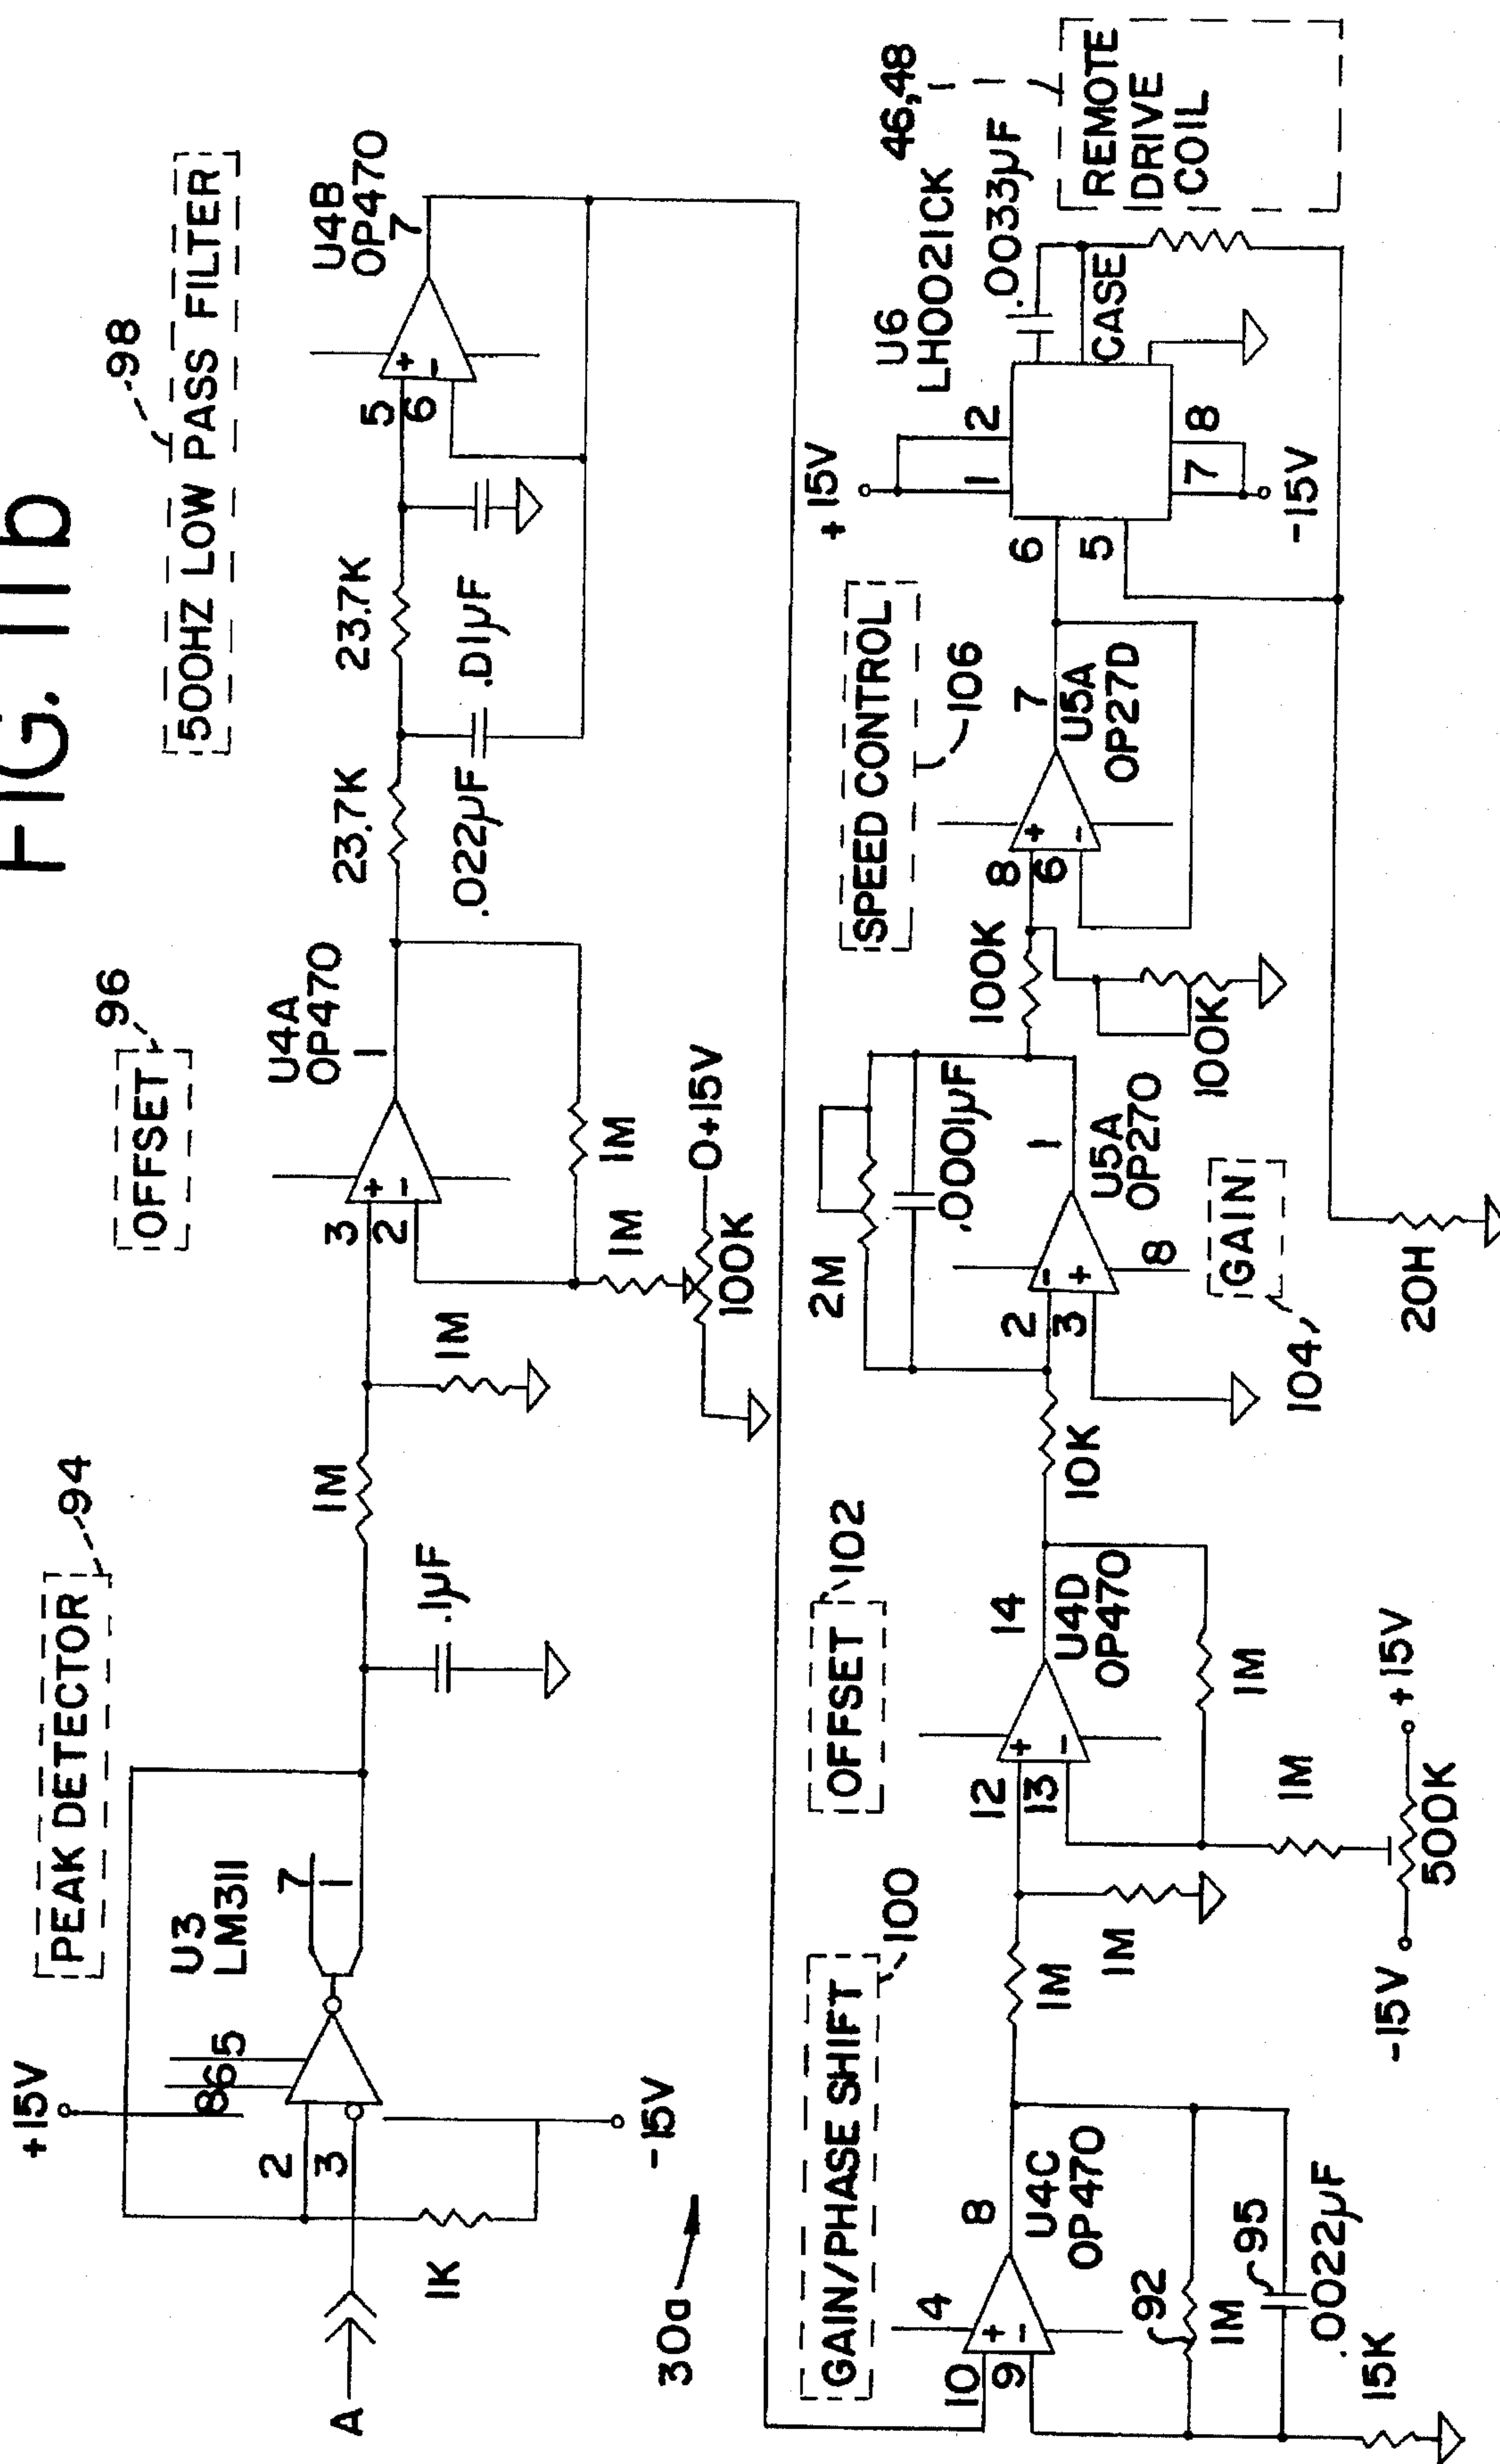 FIG. 11b
PEAK DETECTOR
94
OFFSET
96
500HZ LOW PASS FILTER
98
+15V
8
6
5
U3
LM311
7
1
2
3
A
1K
-15V
.1µF
1M
1M
3
2
U4A
OP470
1
1M
1M
0+15V
100K
23.7K
23.7K
.022µF
.D1µF
5
6
U4B
OP470
7
30a
GAIN/PHASE SHIFT
100
4
10
9
8
U4C
OP470
92
1M
95
.0022µF
15K
1M
1M
OFFSET
102
12
13
14
U4D
OP470
1M
1M
-15V
+15V
500K
10K
2M
.0001µF
2
3
1
U5A
OP270
8
GAIN
104
100K
100K
SPEED CONTROL
106
8
6
7
U5A
OP27D
+15V
1
2
6
5
7
8
-15V
U6
LH0021CK
.0033µF
CASE
46,48
REMOTE
DRIVE
COIL
20H